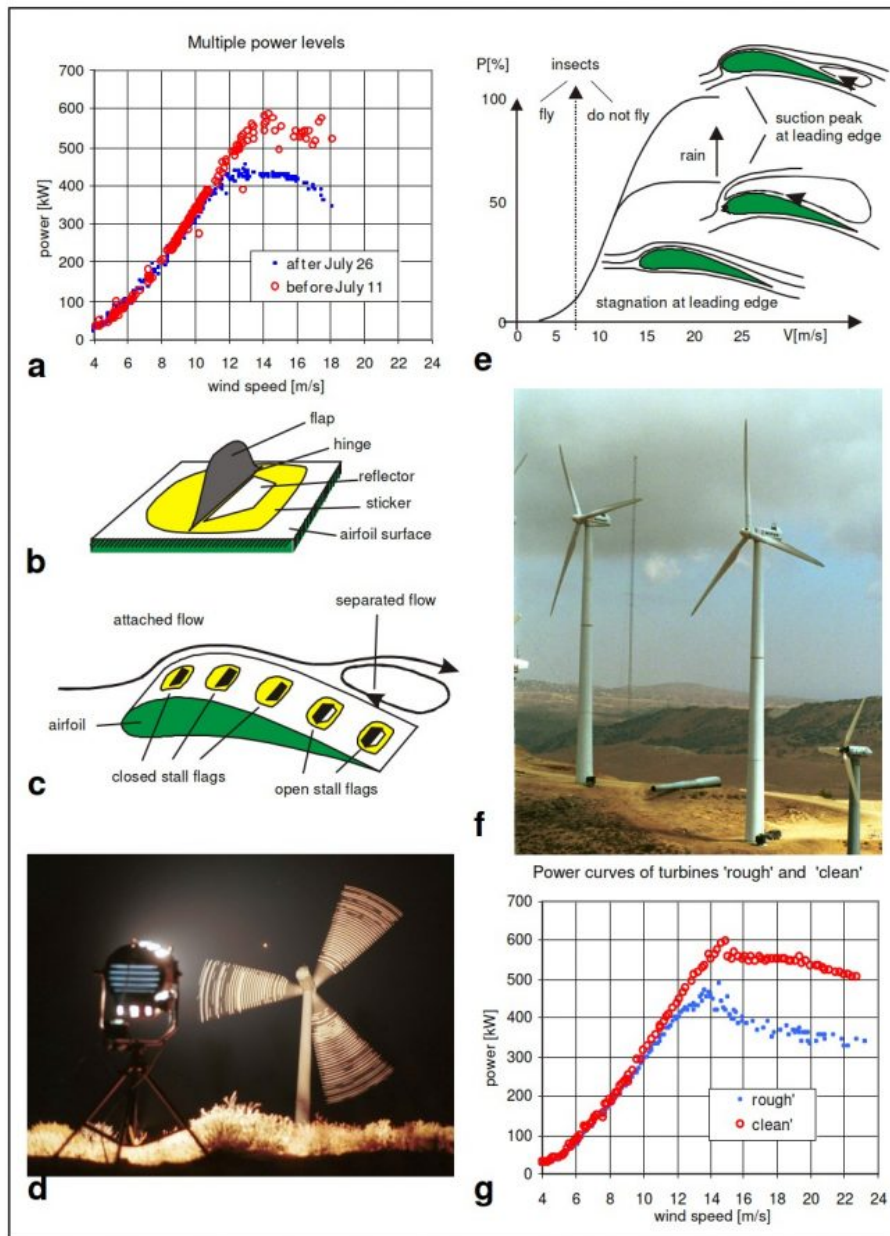 Multiple power levels
700
600
500
400
300
200
100
0
power [kW]
after July 26
before July 11
4 6 8 10 12 14 16 18 20 22 24
wind speed [m/s]
a
flap
hinge
reflector
sticker
airfoil surface
b
attached flow
separated flow
airfoil
closed stall flags
open stall flags
c
d
P[%]
insects
fly
do not fly
100
50
0
suction peak
at leading edge
rain
stagnation at leading edge
0 5 10 15 20 25
V[m/s]
e
f
Power curves of turbines 'rough' and 'clean'
700
600
500
400
300
200
100
0
power [kW]
rough'
clean'
4 6 8 10 12 14 16 18 20 22 24
wind speed [m/s]
g